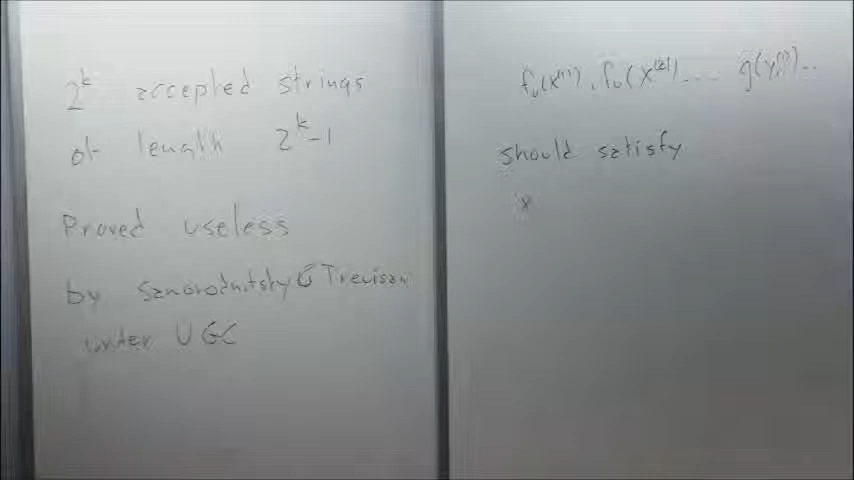 2^k accepted strings
of length 2^k-1
Proved useless
by Samorodnitsky & Trevisan
under UGC
f_u(x^(1)), f_u(x^(2)) .... g(y^(1))..
should satisfy
x